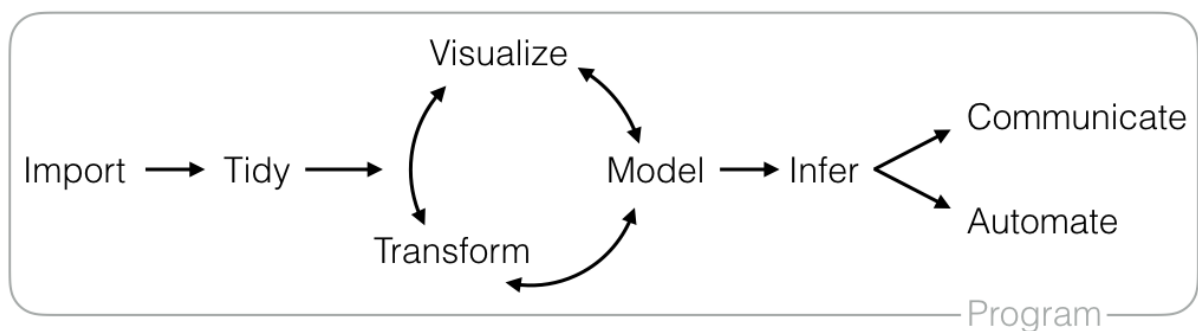 Visualize
Communicate
Import
Tidy
Model
Infer
Automate
Transform
Program